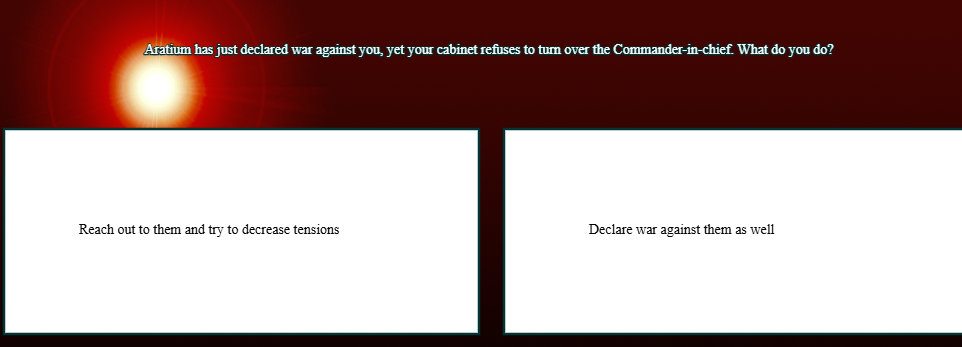 Aratium has just declared war against you, yet your cabinet refuses to turn over the Commander-in-chief. What do you do?
Reach out to them and try to decrease tensions
Declare war against them as well